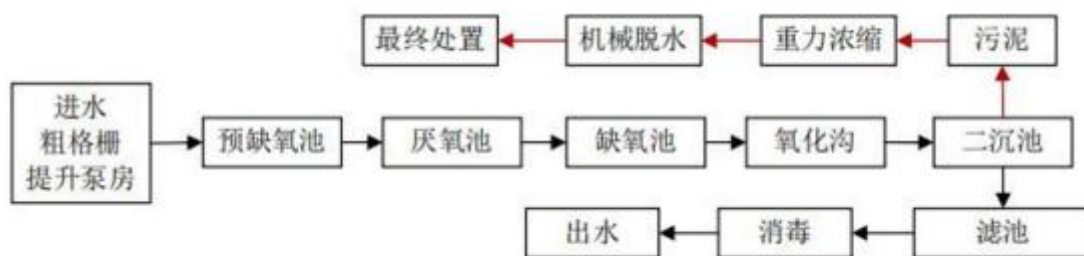 最终处置
机械脱水
重力浓缩
污泥
进水
粗格栅
提升泵房
预缺氧池
厌氧池
缺氧池
氧化沟
二沉池
出水
消毒
滤池